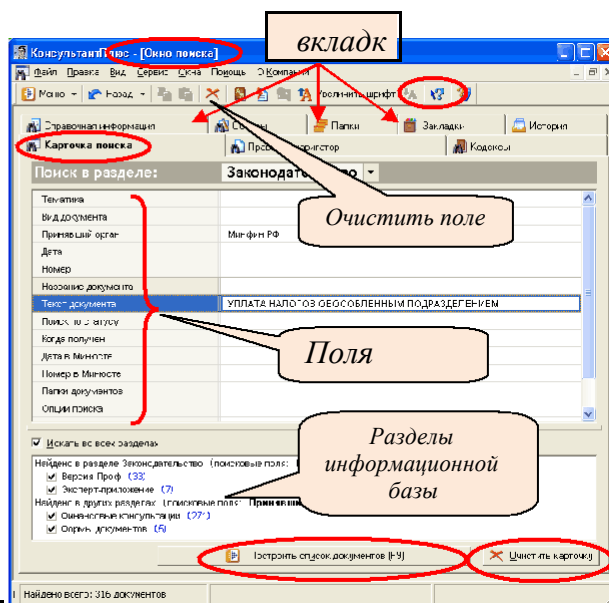 вкладк
КонсультантПлюс - [Окно поиска]
Файл Правка Вид Сервис Окна Помощь О Компании
Меню Назад Увеличить шрифт
Справочная информация Папки Закладки История
Карточка поиска Кодексы
Поиск в разделе:
Очистить поле
Тематика
Вид документа
Принявший орган Минфин РФ
Дата
Номер
Название документа
Текст документа УПЛАТА НАЛОГОВ ОБОСОБЛЕННЫМ ПОДРАЗДЕЛЕНИЕМ
Поиск по статусу
Когда получен
Дата в Минюсте
Номер в Минюсте
Папки документов
Опции поиска
Поля
Искать во всех разделах
Разделы
информационной
базы
Найдено в разделе Законодательство (поисковые поля:
Версия Проф (33)
Эксперт-приложение (7)
Найдено в других разделах (поисковые поля:
Финансовые консультации (271)
Формы документов (5)
Построить список документов (F9) Очистить карточку
Найдено всего: 316 документов